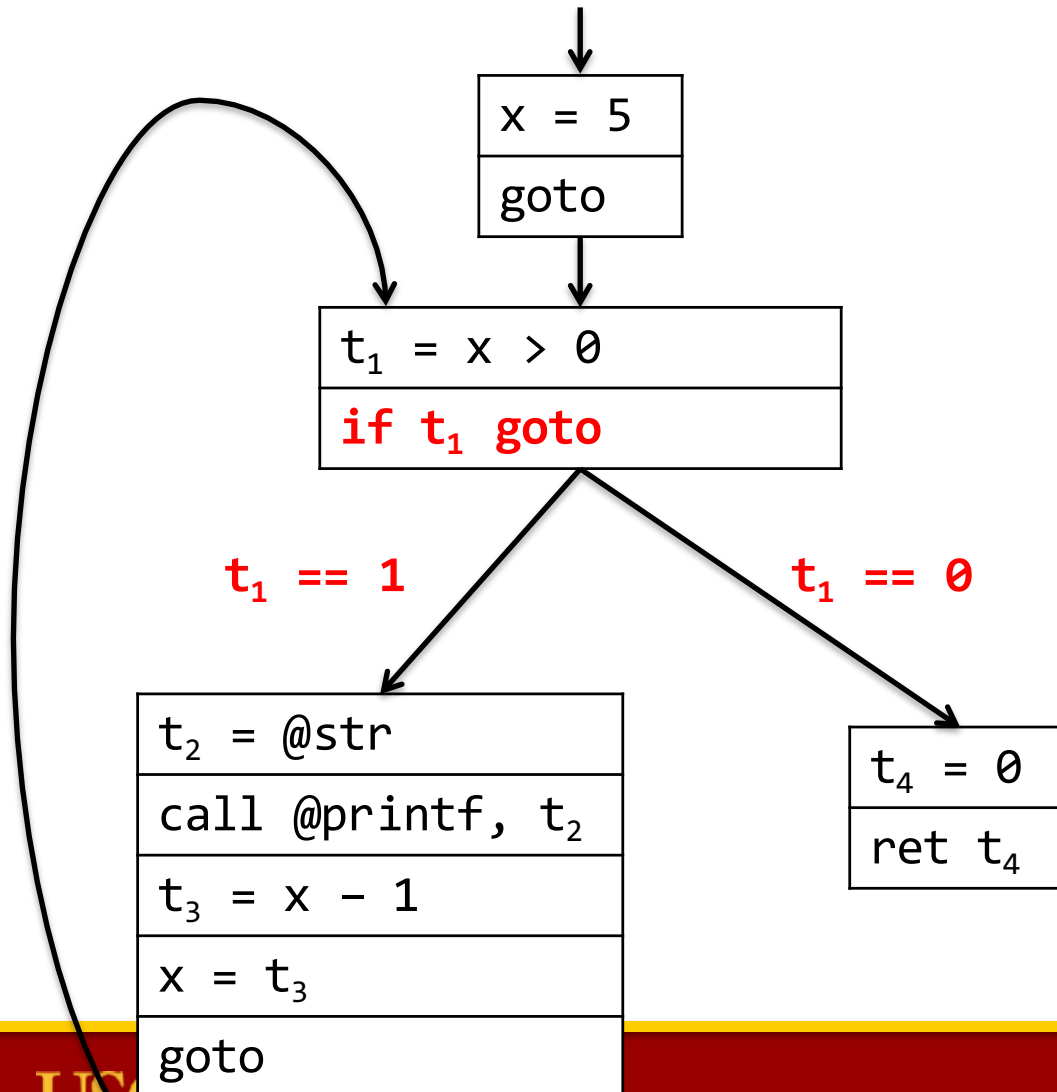 x = 5
goto
t₁ = x > 0
if t₁ goto
t₁ == 1
t₁ == 0
t₂ = @str
call @printf, t₂
t₃ = x – 1
x = t₃
goto
t₄ = 0
ret t₄